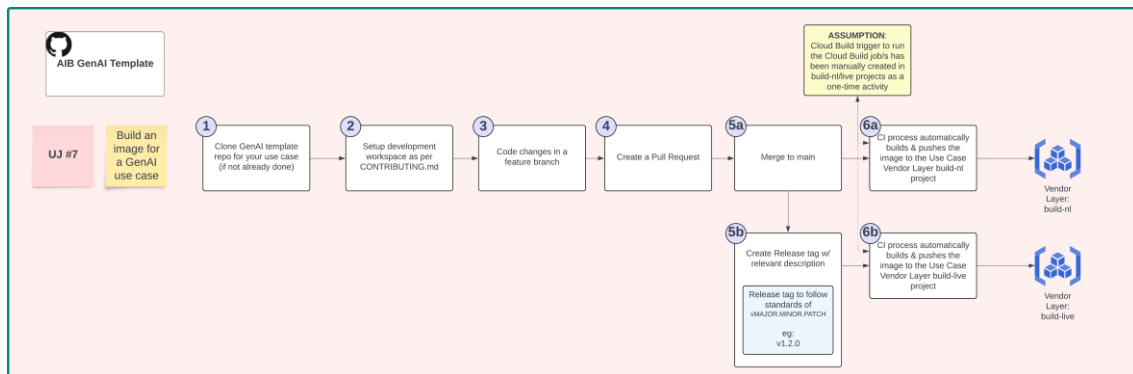 AIB GenAI Template
UJ #7
Build an
image for
a GenAI
use case
1
Clone GenAI template
repo for your use case
(if not already done)
2
Setup development
workspace as per
CONTRIBUTING.md
3
Code changes in a
feature branch
4
Create a Pull Request
5a
Merge to main
ASSUMPTION:
Cloud Build trigger to run
the Cloud Build job/s has
been manually created in
build-nl/live projects as a
one-time activity
6a
CI process automatically
builds & pushes the
image to the Use Case
Vendor Layer build-nl
project
Vendor
Layer:
build-nl
5b
Create Release tag w/
relevant description
Release tag to follow
standards of
vMAJOR.MINOR.PATCH
eg:
v1.2.0
6b
CI process automatically
builds & pushes the
image to the Use Case
Vendor Layer build-live
project
Vendor
Layer:
build-live